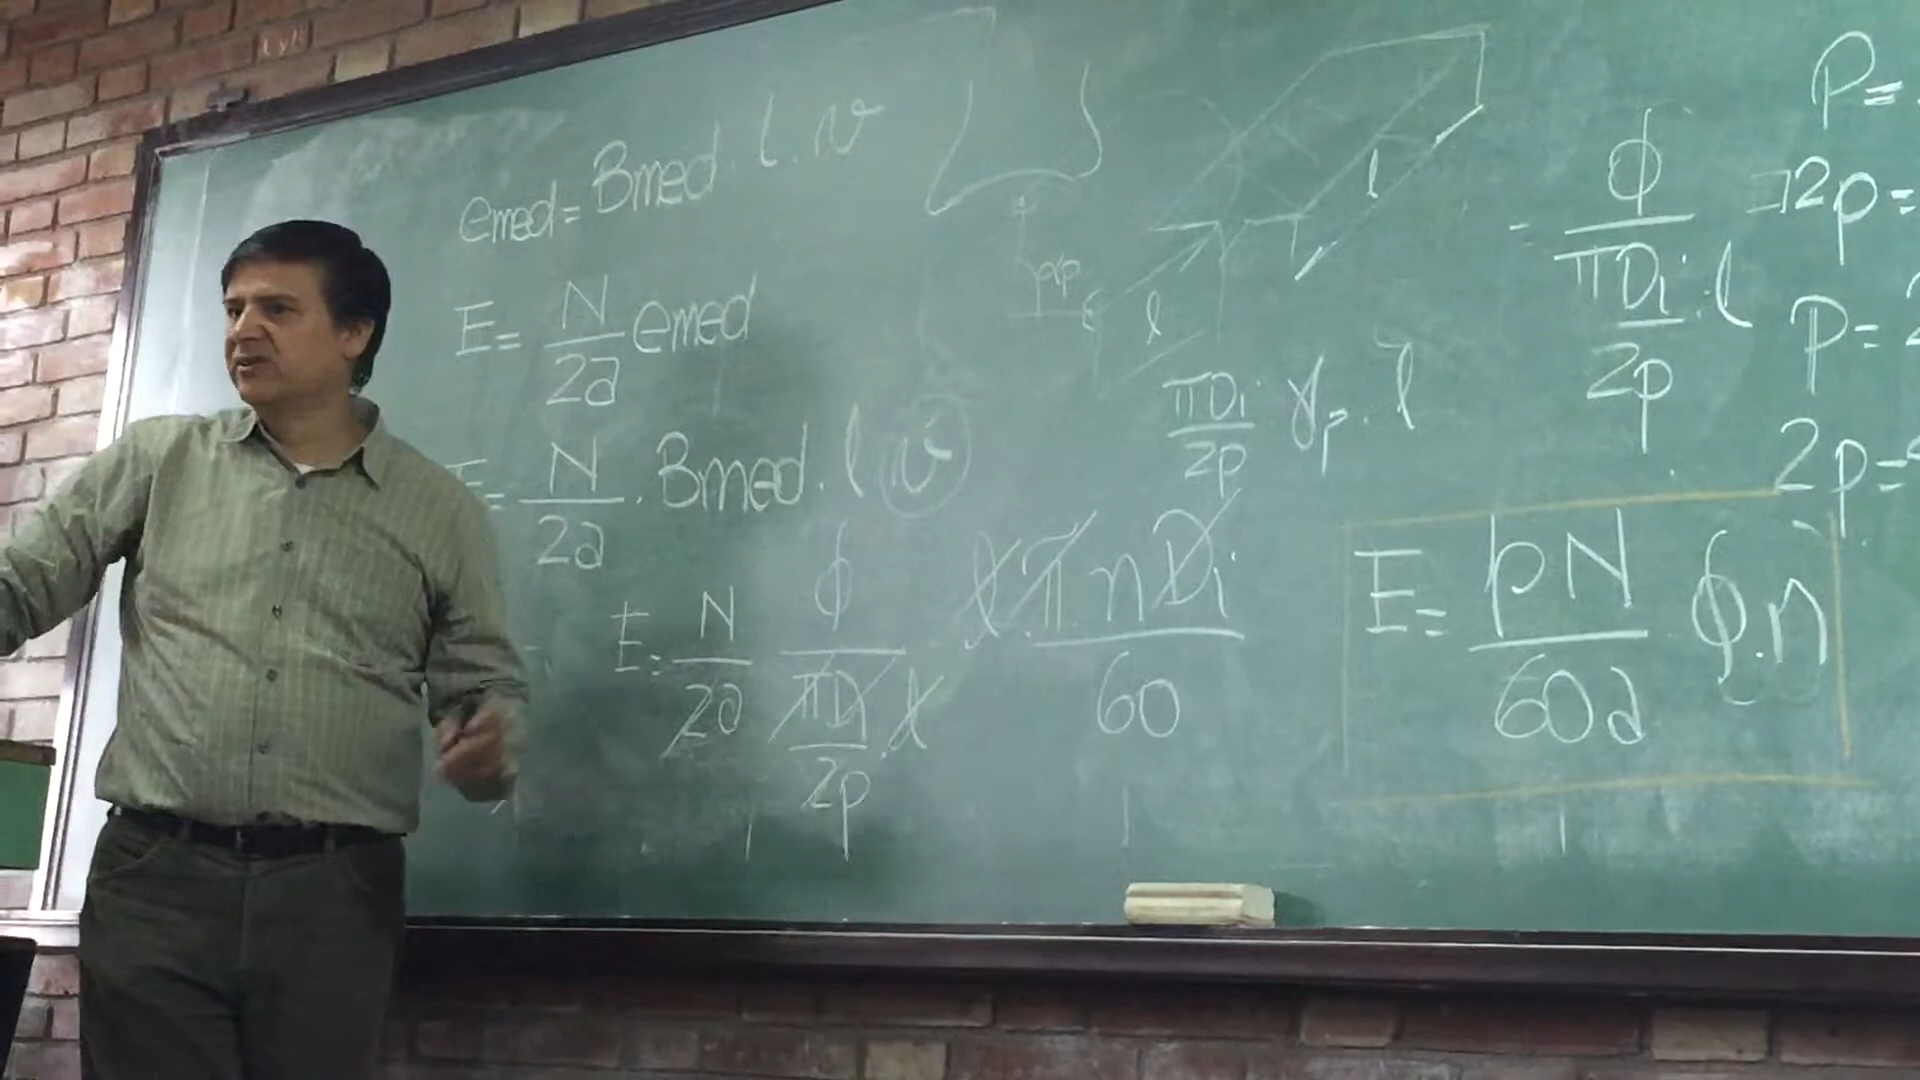 emed = Bmed . l . v
E = N/2a emed
E = N/2a . Bmed . l v
E = N/2a ϕ/(πDi/2p . l) . l π n Di/60
l
l
πDi/2p γp . l
= ϕ/(πDi/2p . l)
E = pN/60a ϕ . n
P =
2p =
P = 2
2p =